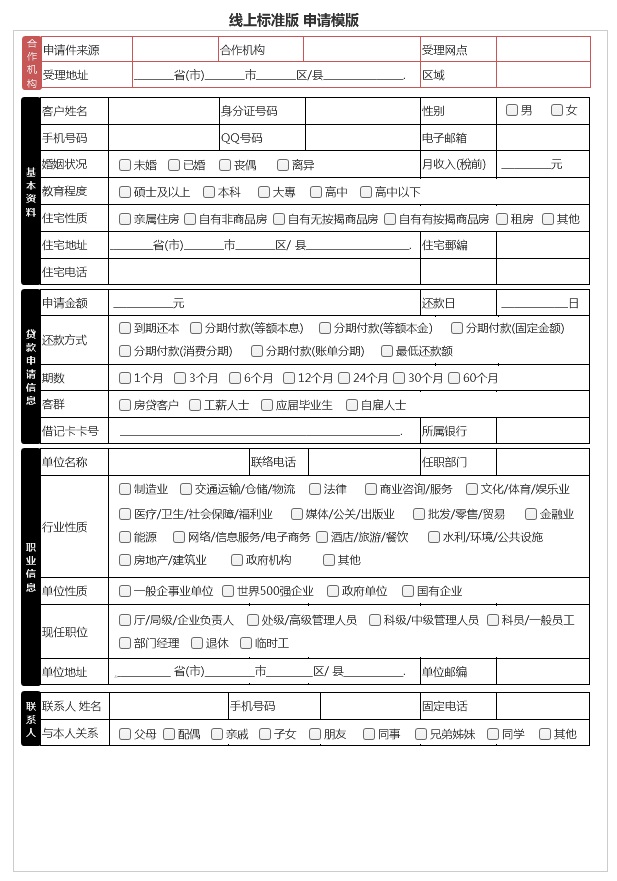 线上标准版 申请模版
合作机构
申请件来源 合作机构 受理网点
受理地址 ______省(市)______市______区/县____________. 区域
基本资料
客户姓名 身分证号码 性别 男 女
手机号码 QQ号码 电子邮箱
婚姻状况 未婚 已婚 丧偶 离异 月收入(税前) ________元
教育程度 硕士及以上 本科 大专 高中 高中以下
住宅性质 亲属住房 自有非商品房 自有无按揭商品房 自有有按揭商品房 租房 其他
住宅地址 ______省(市)______市______区/ 县________________. 住宅郵編
住宅电话
贷款申请信息
申请金额 _________元 还款日 __________日
还款方式 到期还本 分期付款(等额本息) 分期付款(等额本金) 分期付款(固定金额)
分期付款(消费分期) 分期付款(账单分期) 最低还款额
期数 1个月 3个月 6个月 12个月 24个月 30个月 60个月
客群 房贷客户 工薪人士 应届毕业生 自雇人士
借记卡卡号 ________________________________________. 所属银行
职业信息
单位名称 联络电话 任职部门
行业性质 制造业 交通运输/仓储/物流 法律 商业咨询/服务 文化/体育/娱乐业
医疗/卫生/社会保障/福利业 媒体/公关/出版业 批发/零售/贸易 金融业
能源 网络/信息服务/电子商务 酒店/旅游/餐饮 水利/环境/公共设施
房地产/建筑业 政府机构 其他
单位性质 一般企事业单位 世界500强企业 政府单位 国有企业
现任职位 厅/局级/企业负责人 处级/高级管理人员 科级/中级管理人员 科员/一般员工
部门经理 退休 临时工
单位地址 ________ 省(市)_______市_______区/ 县_________. 单位邮编
联系人
联系人 姓名 手机号码 固定电话
与本人关系 父母 配偶 亲戚 子女 朋友 同事 兄弟姊妹 同学 其他